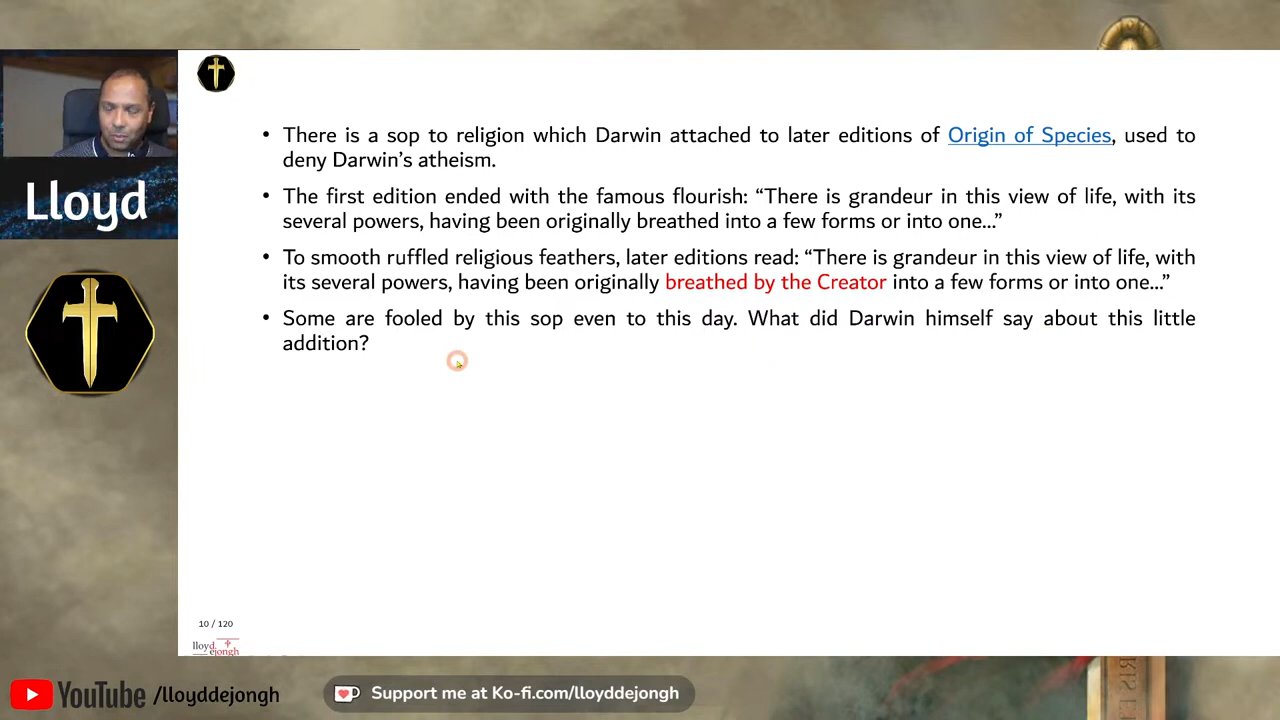 • There is a sop to religion which Darwin attached to later editions of Origin of Species, used to
deny Darwin's atheism.
• The first edition ended with the famous flourish: “There is grandeur in this view of life, with its
several powers, having been originally breathed into a few forms or into one...”
• To smooth ruffled religious feathers, later editions read: “There is grandeur in this view of life, with
its several powers, having been originally breathed by the Creator into a few forms or into one...”
• Some are fooled by this sop even to this day. What did Darwin himself say about this little
addition?
Lloyd
10 / 120
lloyd
ejongh
YouTube /lloyddejongh
Support me at Ko-fi.com/lloyddejongh